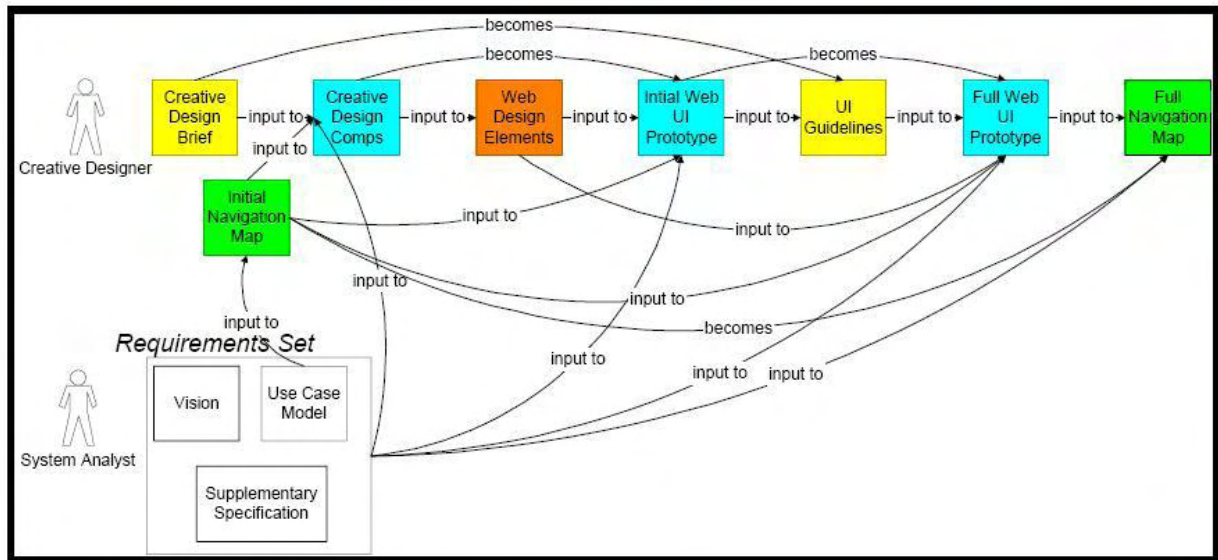 becomes
becomes
becomes
Creative
Design
Brief
input to
Creative
Design
Comps
input to
Web
Design
Elements
input to
Intial Web
UI
Prototype
input to
UI
Guidelines
input to
Full Web
UI
Prototype
input to
Full
Navigation
Map
Creative Designer
input to
Initial
Navigation
Map
input to
input to
input to
input to
input to
becomes
Requirements Set
input to
input to
input to
Vision
Use Case
Model
System Analyst
Supplementary
Specification